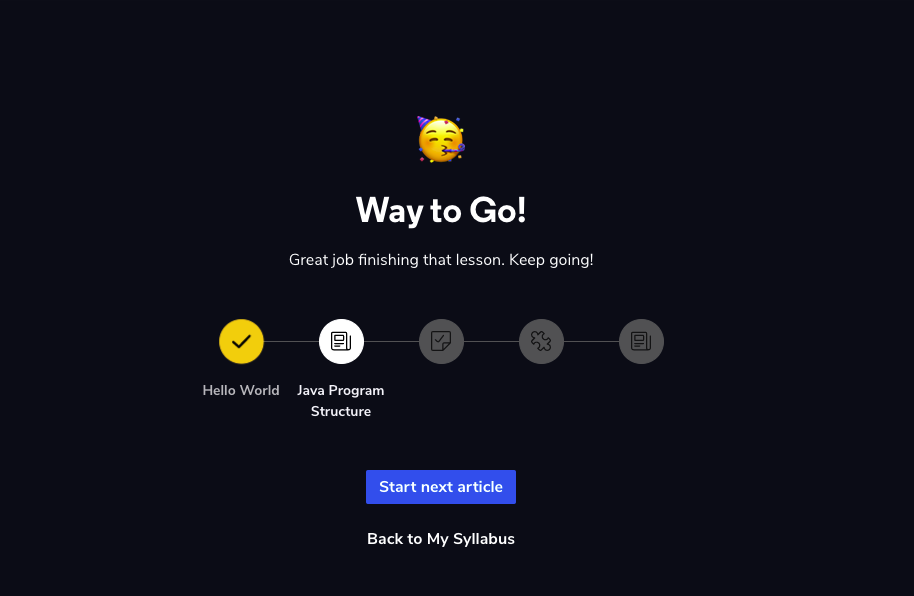 Way to Go!
Great job finishing that lesson. Keep going!
Hello World
Java Program
Structure
Start next article
Back to My Syllabus